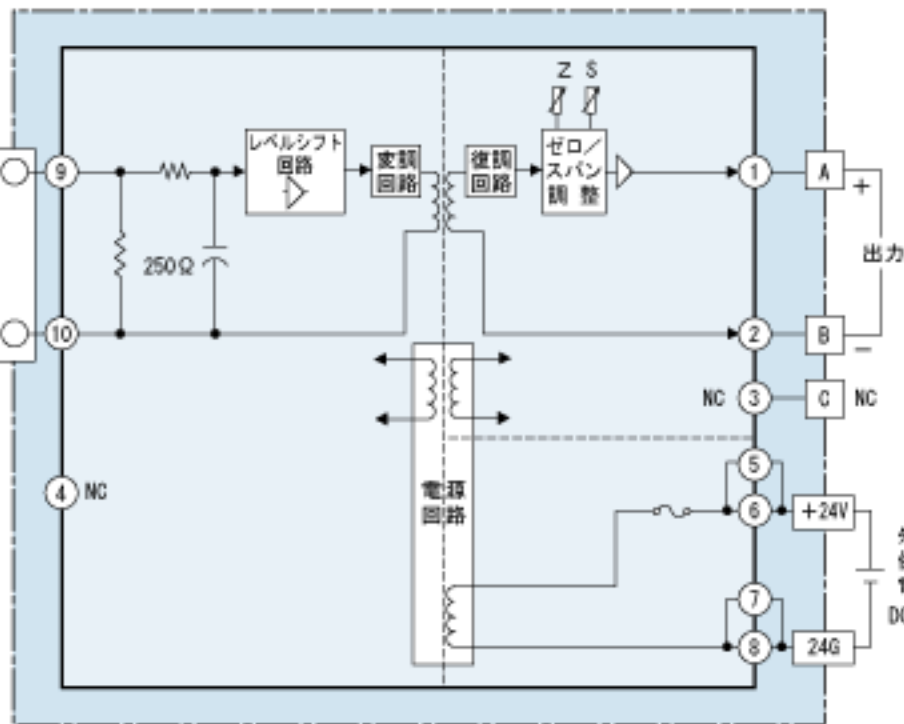 Z S
レベルシフト
回路
変調
回路
復調
回路
ゼロ／
スパン
調 整
9
1
A
+
250Ω
出力
10
2
B
−
NC
3
C
NC
4
NC
5
電源
回路
6
+24V
7
DC
8
24G